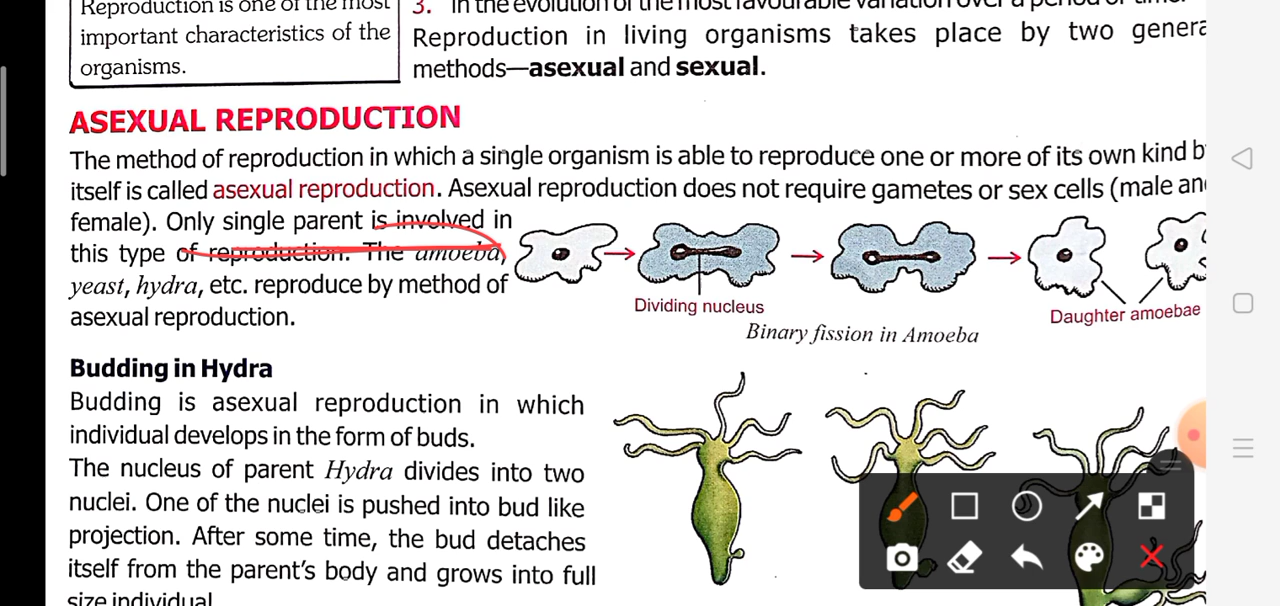 Reproduction is one of the most
important characteristics of the
organisms.
3. In the evolution of the most favourable variation over a period of time.
Reproduction in living organisms takes place by two genera
methods—asexual and sexual.
ASEXUAL REPRODUCTION
The method of reproduction in which a single organism is able to reproduce one or more of its own kind b
itself is called asexual reproduction. Asexual reproduction does not require gametes or sex cells (male an
female). Only single parent is involved in
this type of reproduction. The amoeba,
yeast, hydra, etc. reproduce by method of
asexual reproduction.
Dividing nucleus
Daughter amoebae
Binary fission in Amoeba
Budding in Hydra
Budding is asexual reproduction in which
individual develops in the form of buds.
The nucleus of parent Hydra divides into two
nuclei. One of the nuclei is pushed into bud like
projection. After some time, the bud detaches
itself from the parent's body and grows into full
size individual